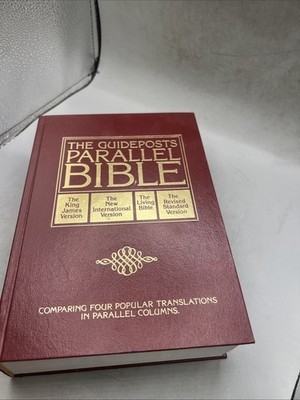 THE GUIDEPOSTS
PARALLEL
BIBLE
The
King
James
Version
The
New
International
Version
The
Living
Bible
The
Revised
Standard
Version
COMPARING FOUR POPULAR TRANSLATIONS
IN PARALLEL COLUMNS.